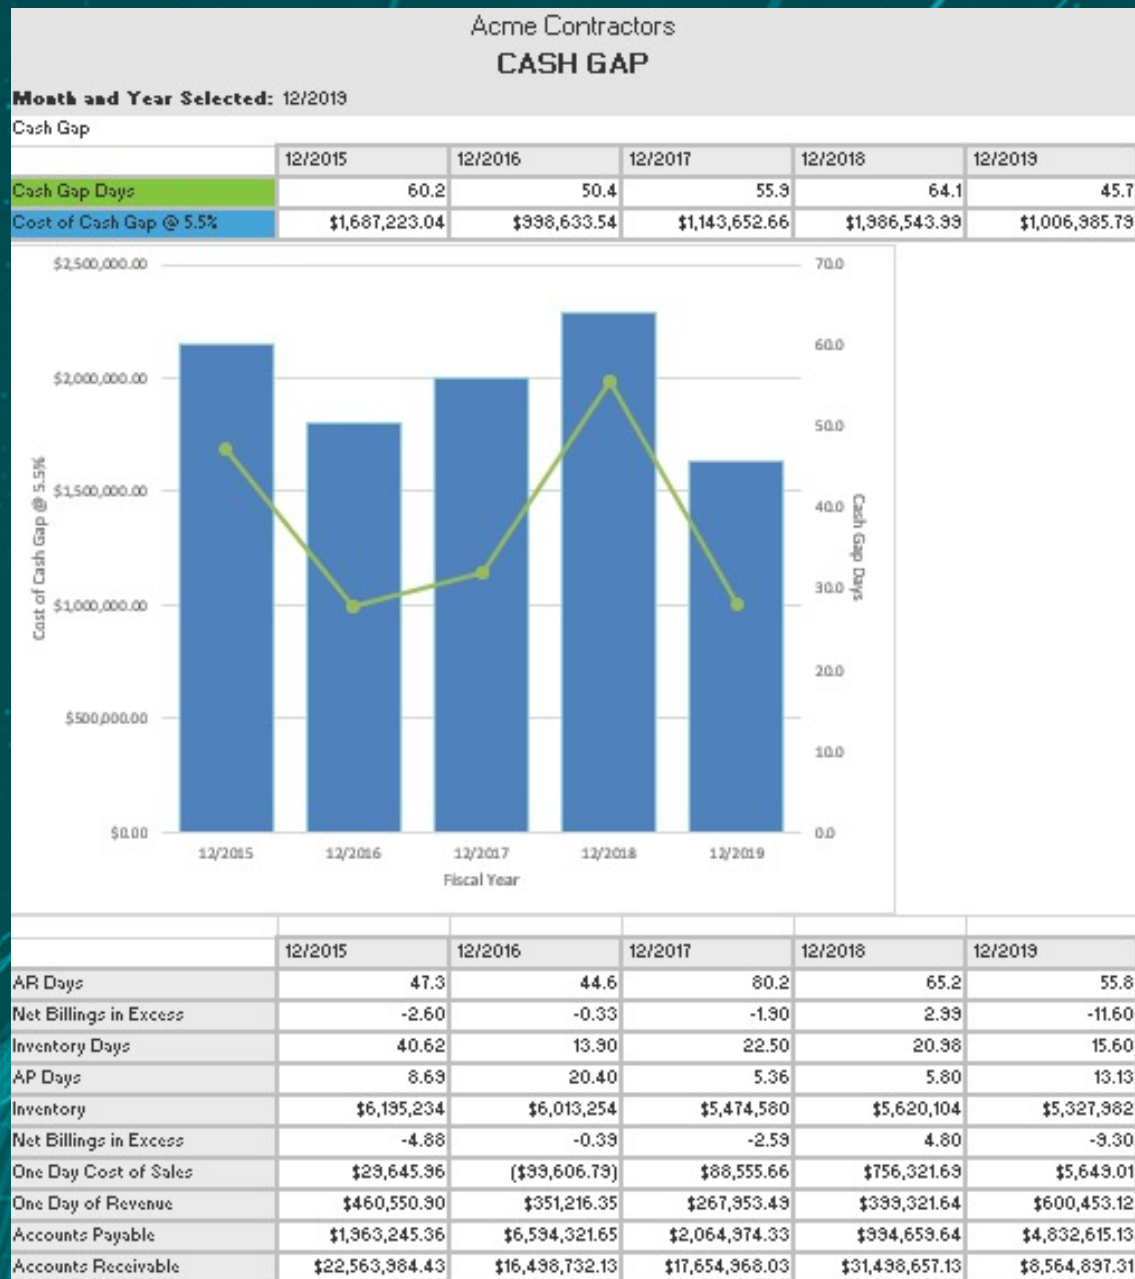 Acme Contractors
CASH GAP
Month and Year Selected: 12/2019
Cash Gap
12/2015 12/2016 12/2017 12/2018 12/2019
Cash Gap Days 60.2 50.4 55.9 64.1 45.7
Cost of Cash Gap @ 5.5% $1,687,223.04 $998,633.54 $1,143,652.66 $1,986,543.99 $1,006,985.79
$2,500,000.00 70.0
60.0
$2,000,000.00
50.0
$1,500,000.00
40.0
30.0
$1,000,000.00
20.0
$500,000.00
10.0
$0.00 0.0
Cost of Cash Gap @ 5.5%
Cash Gap Days
12/2015 12/2016 12/2017 12/2018 12/2019
Fiscal Year
12/2015 12/2016 12/2017 12/2018 12/2019
AR Days 47.3 44.6 80.2 65.2 55.8
Net Billings in Excess -2.60 -0.33 -1.90 2.99 -11.60
Inventory Days 40.62 13.90 22.50 20.98 15.60
AP Days 8.69 20.40 5.36 5.80 13.13
Inventory $6,195,234 $6,013,254 $5,474,580 $5,620,104 $5,327,982
Net Billings in Excess -4.88 -0.39 -2.59 4.80 -9.30
One Day Cost of Sales $29,645.96 ($99,606.79) $88,555.66 $756,321.69 $5,649.01
One Day of Revenue $460,550.90 $351,216.35 $267,953.49 $399,321.64 $600,453.12
Accounts Payable $1,963,245.36 $6,594,321.65 $2,064,974.33 $994,659.64 $4,832,615.13
Accounts Receivable $22,563,984.43 $16,498,732.13 $17,654,968.03 $31,498,657.13 $8,564,897.31